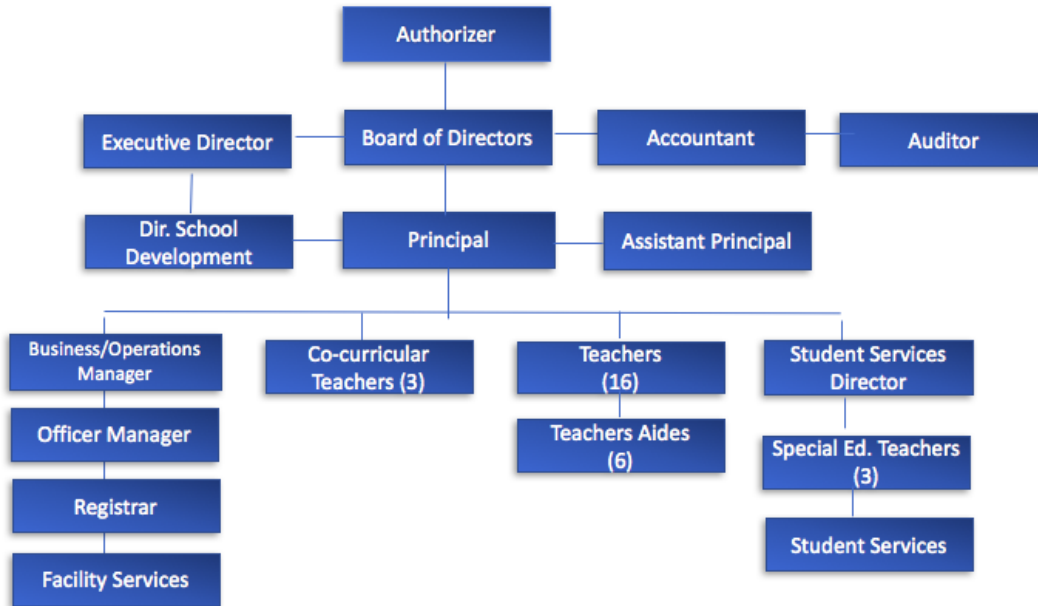 Authorizer
Executive Director
Board of Directors
Accountant
Auditor
Dir. School
Development
Principal
Assistant Principal
Business/Operations
Manager
Co-curricular
Teachers (3)
Teachers
(16)
Student Services
Director
Officer Manager
Teachers Aides
(6)
Special Ed. Teachers
(3)
Registrar
Student Services
Facility Services